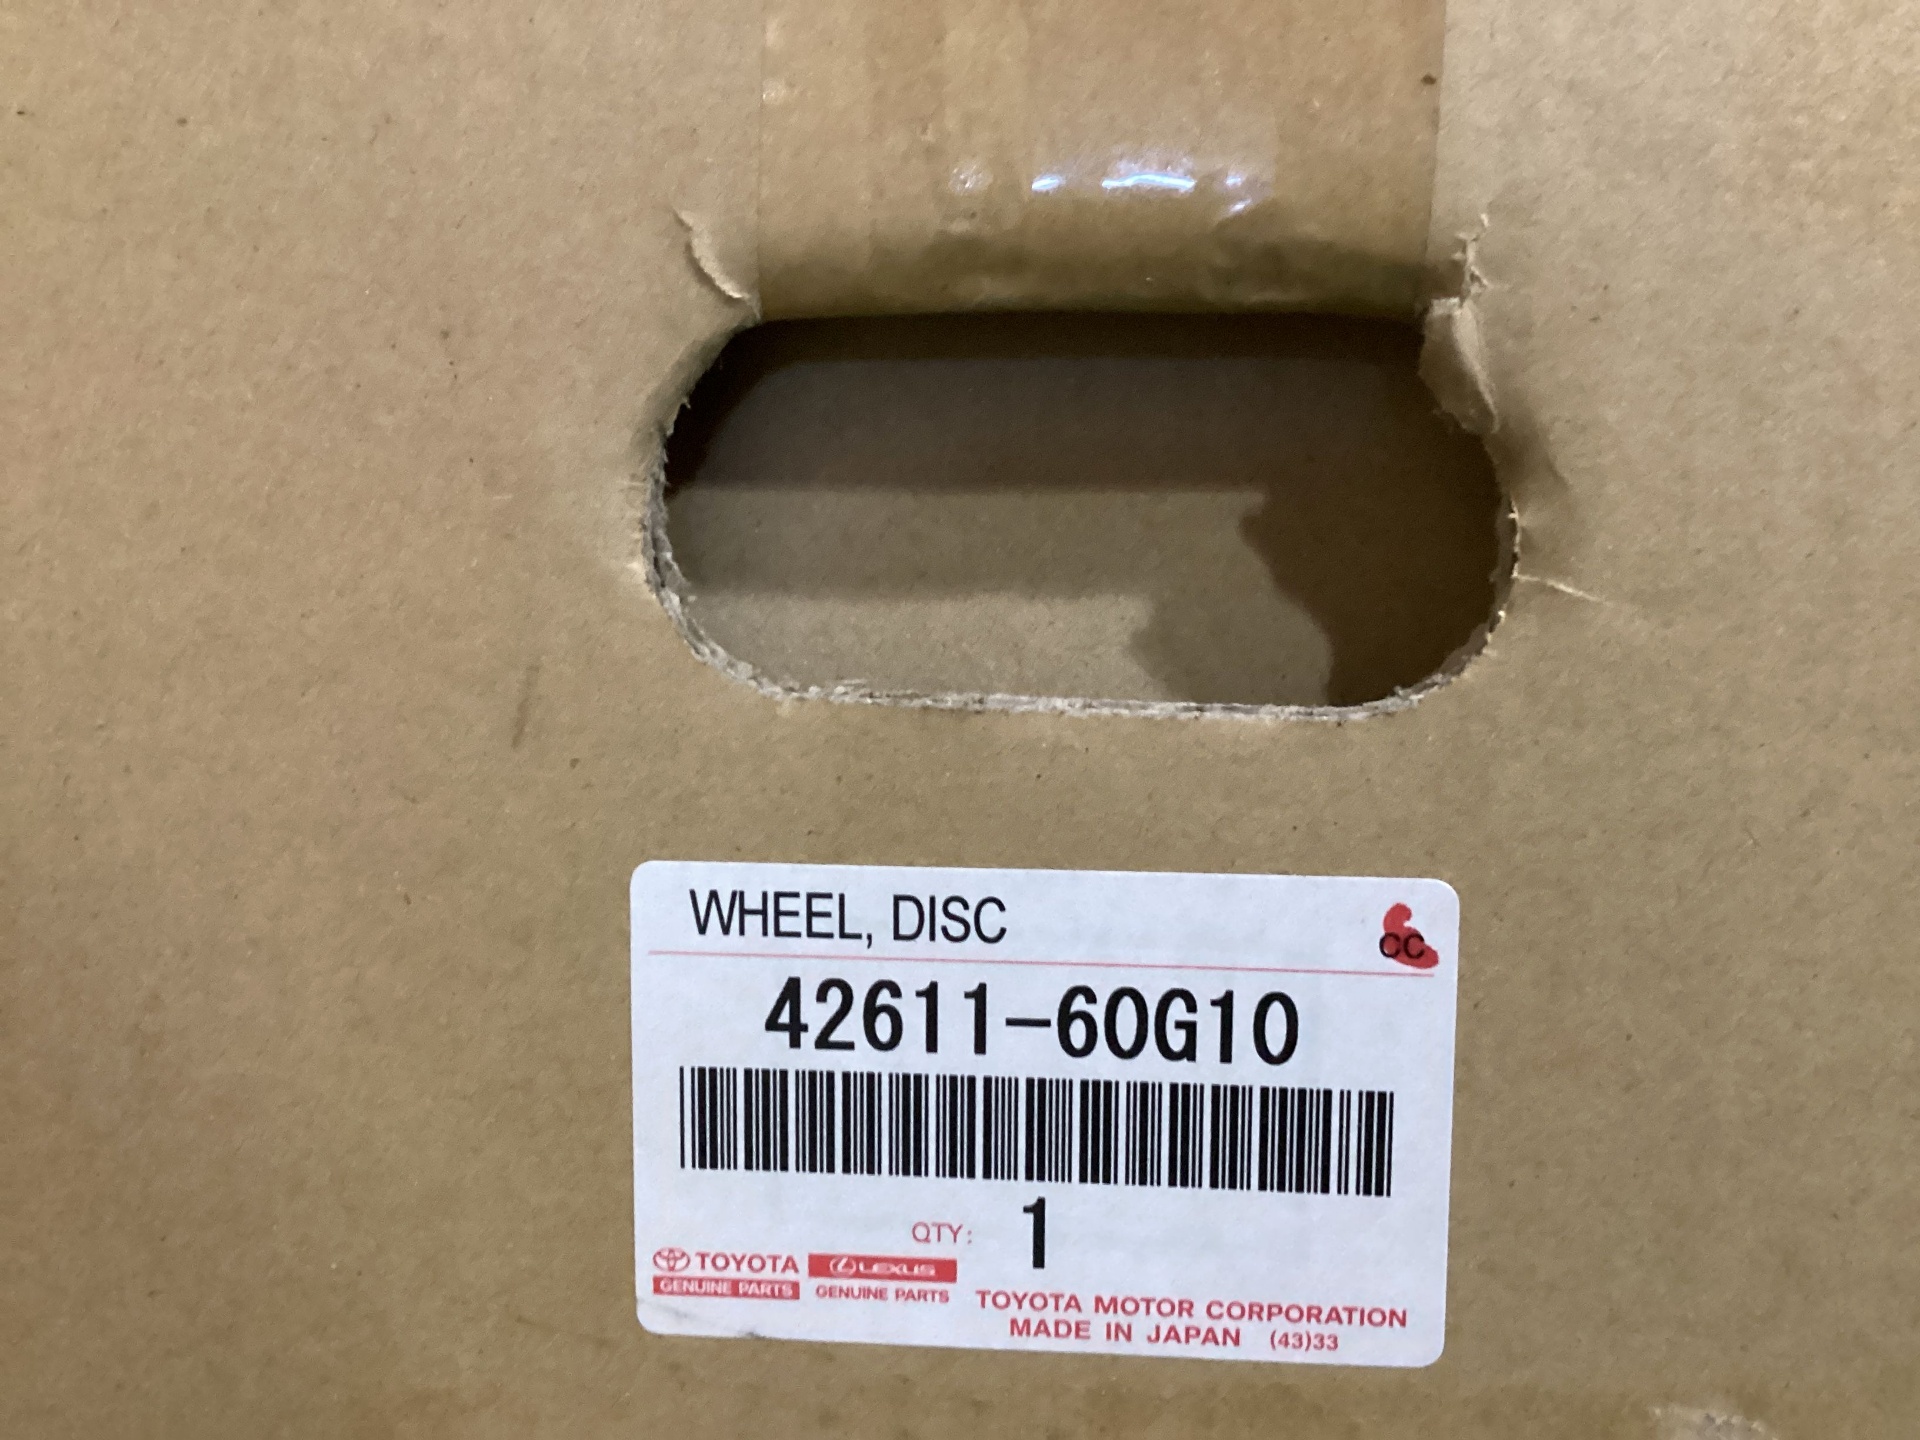 WHEEL, DISC
CC
42611-60G10
QTY: 1
TOYOTA
GENUINE PARTS
LEXUS
GENUINE PARTS
TOYOTA MOTOR CORPORATION
MADE IN JAPAN (43)33